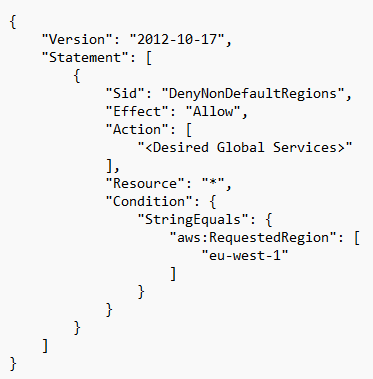 {
    "Version": "2012-10-17",
    "Statement": [
        {
            "Sid": "DenyNonDefaultRegions",
            "Effect": "Allow",
            "Action": [
                "<Desired Global Services>"
            ],
            "Resource": "*",
            "Condition": {
                "StringEquals": {
                    "aws:RequestedRegion": [
                        "eu-west-1"
                    ]
                }
            }
        }
    ]
}